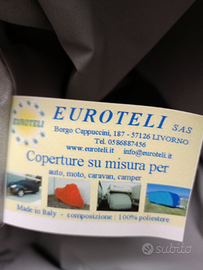 EUROTELI SAS
Borgo Cappuccini, 187 - 57126 LIVORNO
Tel. 0586887456
www.euroteli.it info@euroteli.it
Coperture su misura per
auto, moto, caravan, camper
Made in Italy - composizione : 100% poliestere
subito